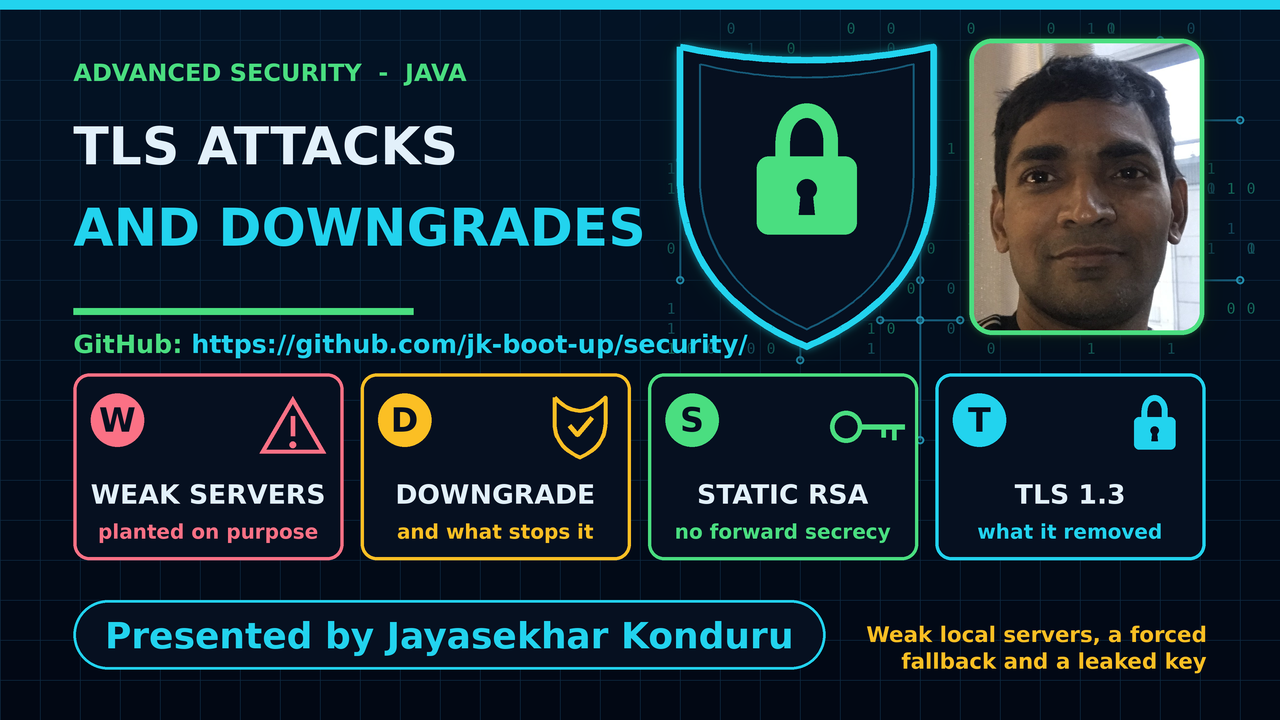 ADVANCED SECURITY - JAVA
TLS ATTACKS
AND DOWNGRADES
GitHub: https://github.com/jk-boot-up/security/
W
WEAK SERVERS
planted on purpose
D
DOWNGRADE
and what stops it
S
STATIC RSA
no forward secrecy
T
TLS 1.3
what it removed
Presented by Jayasekhar Konduru
Weak local servers, a forced
fallback and a leaked key